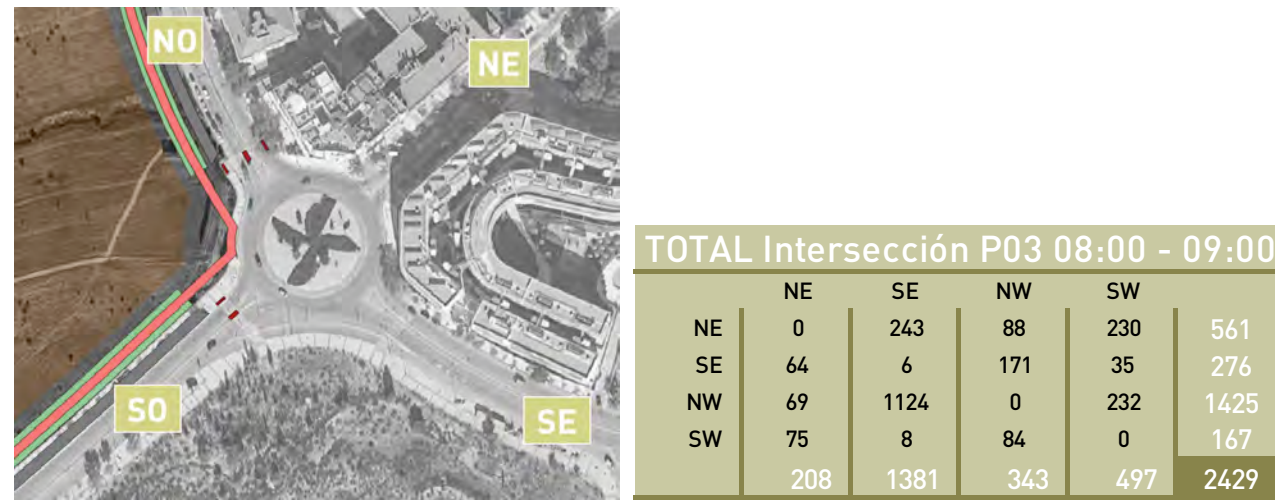 NO
NE
SO
SE
TOTAL Intersección P03 08:00 - 09:00
NE SE NW SW
NE 0 243 88 230 561
SE 64 6 171 35 276
NW 69 1124 0 232 1425
SW 75 8 84 0 167
208 1381 343 497 2429